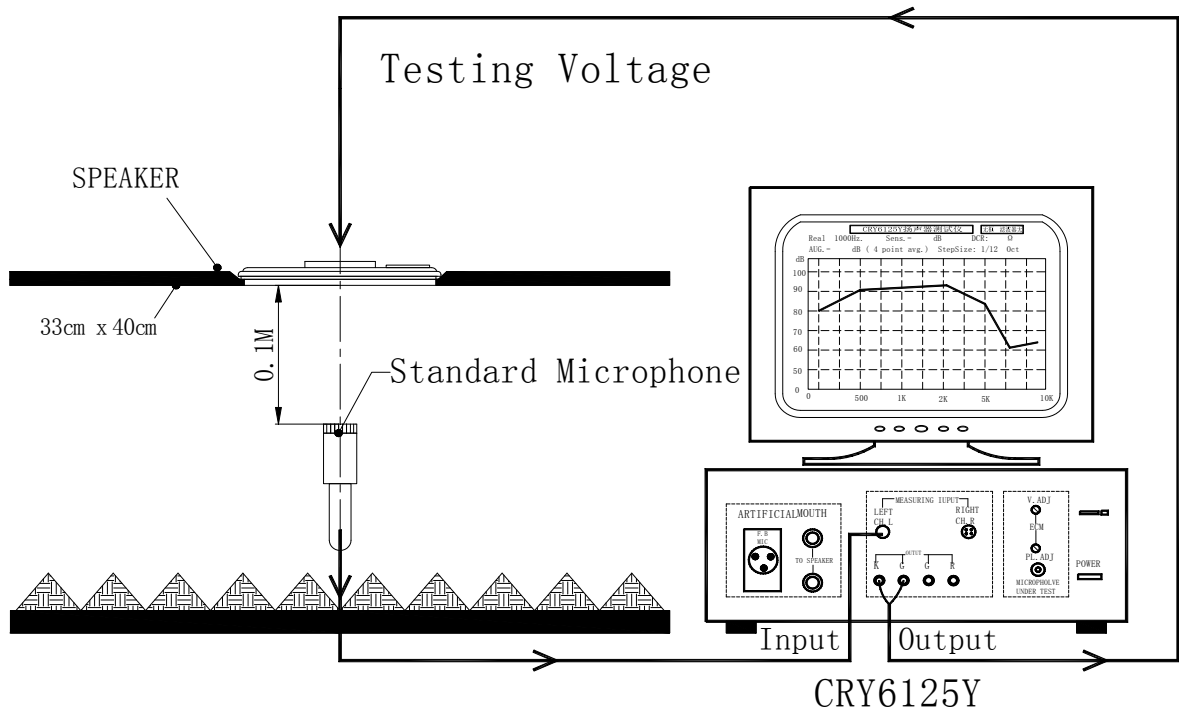 Testing Voltage
SPEAKER
33cm x 40cm
0.1M
Standard Microphone
CRY6125Y扬声器测试仪
Real 1000Hz. Sens.= dB DCR: Ω
AUG.= dB ( 4 point avg.) StepSize: 1/12 Oct
dB
100
90
80
70
60
50
0
0 500 1K 2K 5K 10K
ARTIFICIALMOUTH
F.B
MIC
TO SPEAKER
MEASURING IUPUT
LEFT
CH.L
RIGHT
CH.R
OUTUT
K G G R
V.ADJ
ECM
PL.ADJ
MICROPHOLVE
UNDER TEST
POWER
Input
Output
CRY6125Y